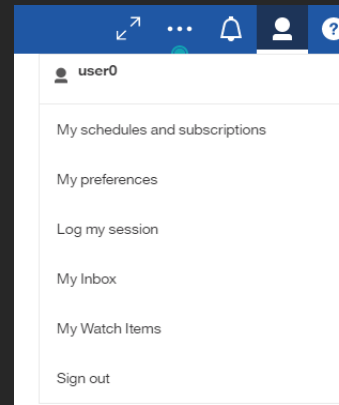 user0
My schedules and subscriptions
My preferences
Log my session
My Inbox
My Watch Items
Sign out